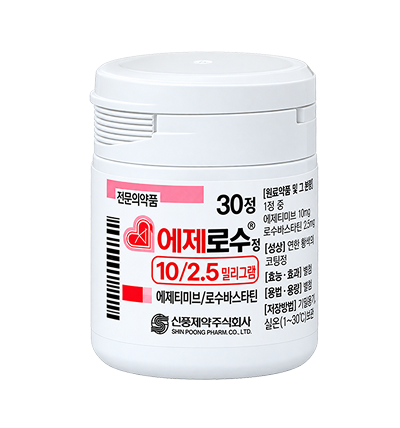 전문의약품
30정
에제로수정®
10/2.5 밀리그램
에제티미브/로수바스타틴
신풍제약주식회사
SHIN POONG PHARM. CO., LTD.
[원료약품 및 그 분량]
1정 중
에제티미브 10mg
로수바스타틴 2.5mg
[성상] 연한 황색의
코팅정
[효능·효과] 별첨
[용법·용량] 별첨
[저장방법] 기밀용기,
실온(1~30℃)보관